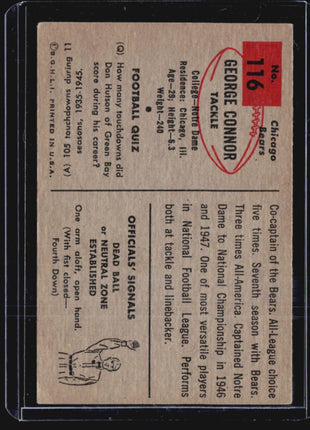 No.
116
Chicago
Bears
GEORGE CONNOR
TACKLE
College—Notre Dame
Residence: Chicago, Ill.
Age—28; Height—6.3
Weight—240
FOOTBALL QUIZ
(Q) How many touchdowns did
Don Hutson of Green Bay
score during his career?
(A) 105 touchdowns during 11
seasons, 1935-1945.
© B.G.H.L.I. PRINTED IN U.S.A.
Co-captain of the Bears. All-League choice
five times. Seventh season with Bears.
Three times All-America. Captained Notre
Dame to National Championship in 1946
and 1947. One of most versatile players
in National Football League. Performs
both at tackle and linebacker.
OFFICIALS' SIGNALS
DEAD BALL
or NEUTRAL ZONE
ESTABLISHED
One arm aloft, open hand.
(With fist closed—
Fourth Down)